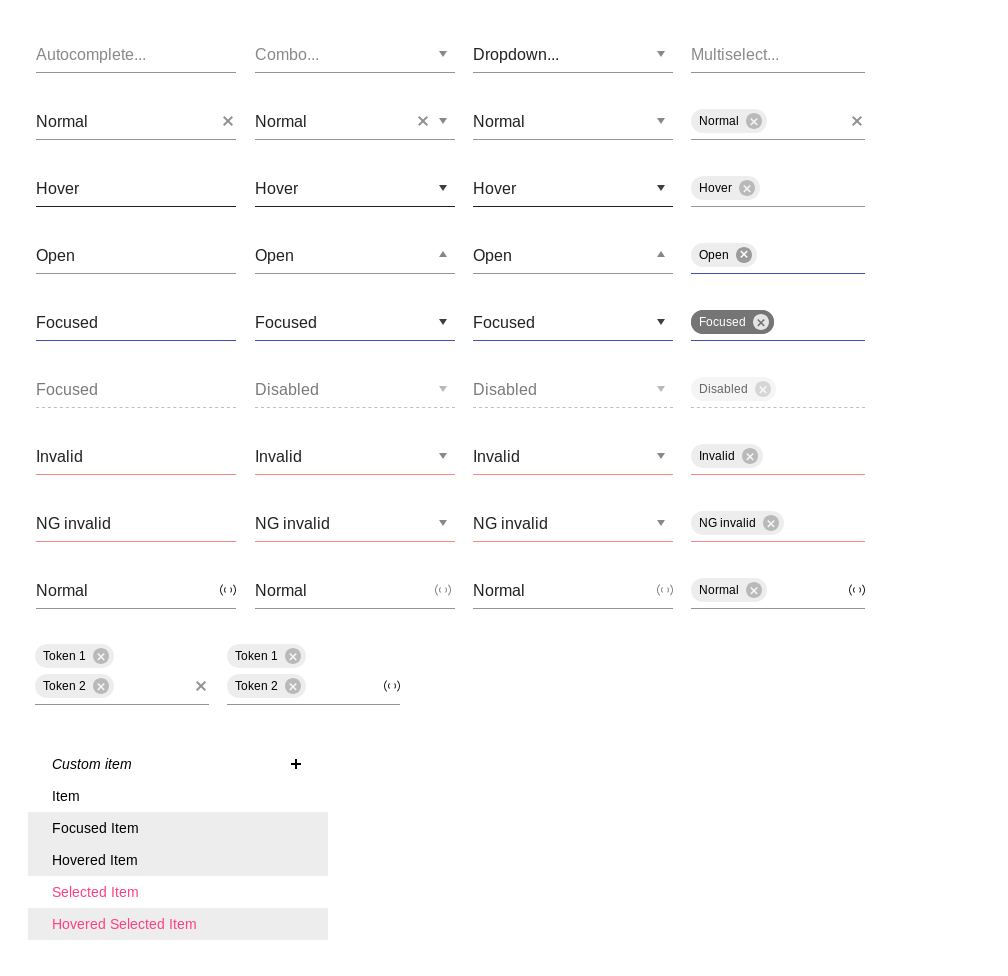 Autocomplete... Combo... Dropdown... Multiselect...
Normal Normal Normal Normal
Hover Hover Hover Hover
Open Open Open Open
Focused Focused Focused Focused
Focused Disabled Disabled Disabled
Invalid Invalid Invalid Invalid
NG invalid NG invalid NG invalid NG invalid
Normal Normal Normal Normal
Token 1 Token 1
Token 2 Token 2
Custom item
Item
Focused Item
Hovered Item
Selected Item
Hovered Selected Item